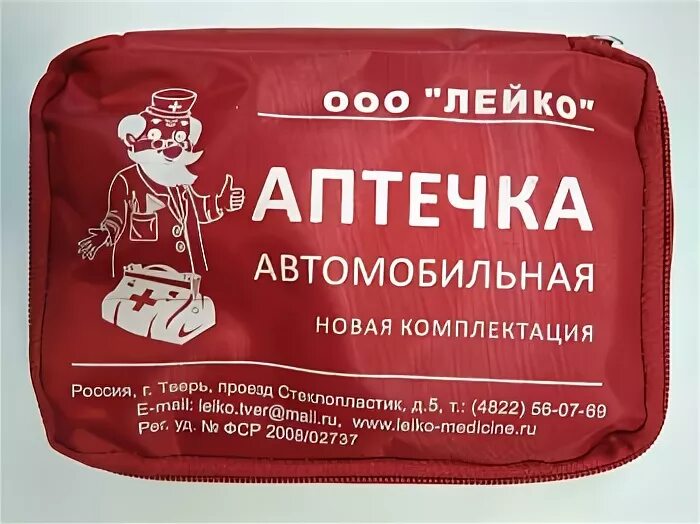 ООО "ЛЕЙКО"
АПТЕЧКА
АВТОМОБИЛЬНАЯ
НОВАЯ КОМПЛЕКТАЦИЯ
Россия, г. Тверь, проезд Стеклопластик, д.5, т.: (4822) 56-07-69
E-mail: leiko.tver@mail.ru, www.leiko-medicine.ru
Рег. уд. № ФСР 2008/02737